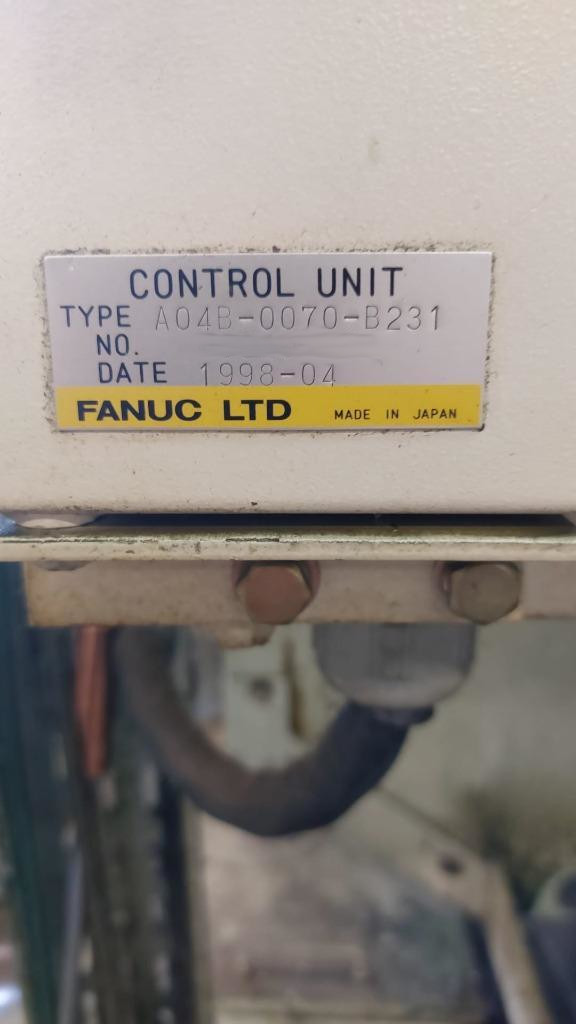 CONTROL UNIT
TYPE A04B-0070-B231
NO.
DATE 1998-04
FANUC LTD MADE IN JAPAN